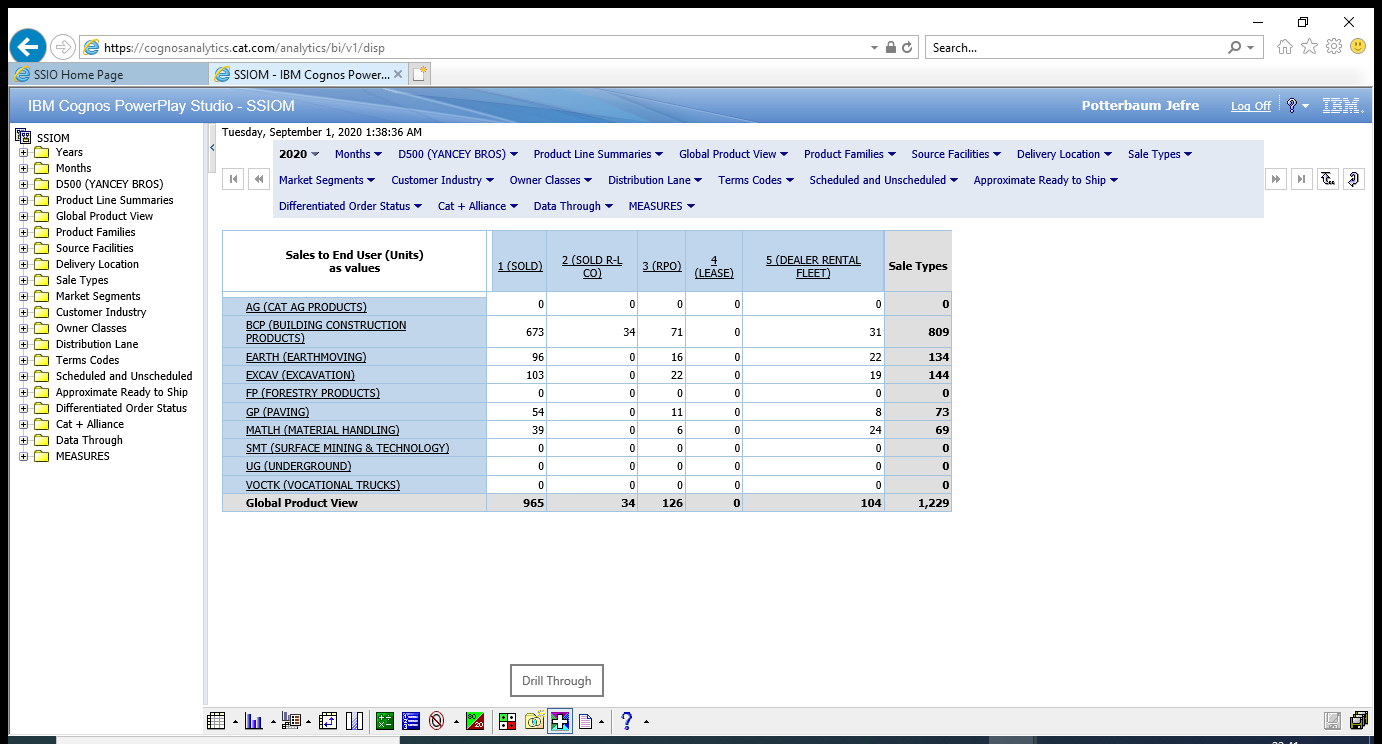 https://cognosanalytics.cat.com/analytics/bi/v1/disp
Search...
SSIO Home Page
SSIOM - IBM Cognos Power...
IBM Cognos PowerPlay Studio - SSIOM
Potterbaum Jefre
Log Off
IBM.
SSIOM
Years
Months
D500 (YANCEY BROS)
Product Line Summaries
Global Product View
Product Families
Source Facilities
Delivery Location
Sale Types
Market Segments
Customer Industry
Owner Classes
Distribution Lane
Terms Codes
Scheduled and Unscheduled
Approximate Ready to Ship
Differentiated Order Status
Cat + Alliance
Data Through
MEASURES
Tuesday, September 1, 2020 1:38:36 AM
2020 Months D500 (YANCEY BROS) Product Line Summaries Global Product View Product Families Source Facilities Delivery Location Sale Types
Market Segments Customer Industry Owner Classes Distribution Lane Terms Codes Scheduled and Unscheduled Approximate Ready to Ship
Differentiated Order Status Cat + Alliance Data Through MEASURES
Sales to End User (Units)
as values
1 (SOLD)
2 (SOLD R-L
CO)
3 (RPO)
4
(LEASE)
5 (DEALER RENTAL
FLEET)
Sale Types
AG (CAT AG PRODUCTS) 0 0 0 0 0 0
BCP (BUILDING CONSTRUCTION
PRODUCTS) 673 34 71 0 31 809
EARTH (EARTHMOVING) 96 0 16 0 22 134
EXCAV (EXCAVATION) 103 0 22 0 19 144
FP (FORESTRY PRODUCTS) 0 0 0 0 0 0
GP (PAVING) 54 0 11 0 8 73
MATLH (MATERIAL HANDLING) 39 0 6 0 24 69
SMT (SURFACE MINING & TECHNOLOGY) 0 0 0 0 0 0
UG (UNDERGROUND) 0 0 0 0 0 0
VOCTK (VOCATIONAL TRUCKS) 0 0 0 0 0 0
Global Product View 965 34 126 0 104 1,229
Drill Through